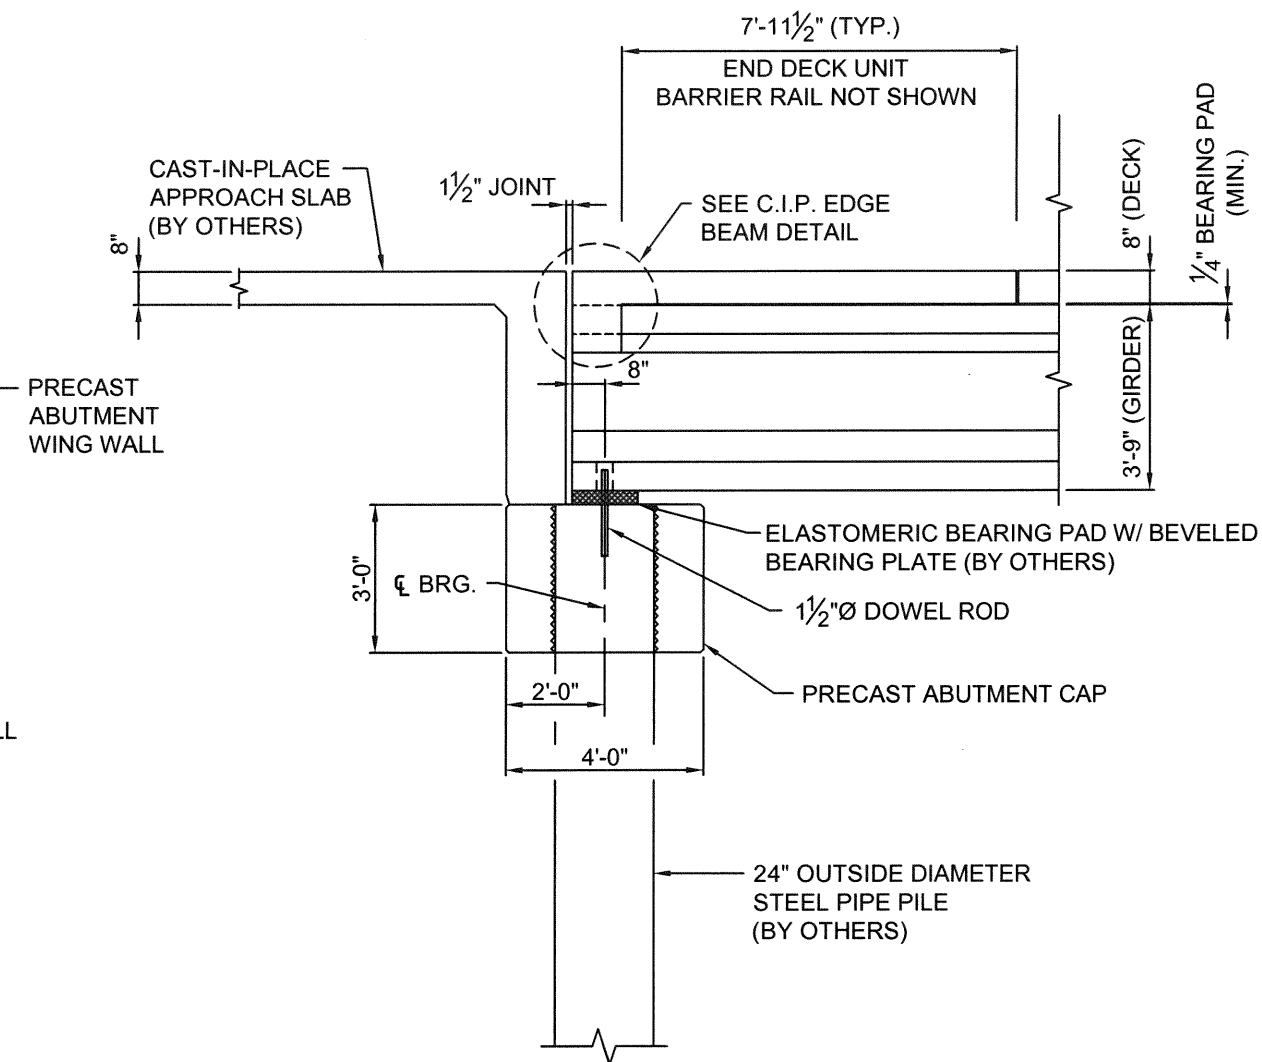 7'-11½" (TYP.)
END DECK UNIT
BARRIER RAIL NOT SHOWN
CAST-IN-PLACE
APPROACH SLAB
(BY OTHERS)
1½" JOINT
SEE C.I.P. EDGE
BEAM DETAIL
8"
8" (DECK)
¼" BEARING PAD
(MIN.)
3'-9" (GIRDER)
8"
PRECAST
ABUTMENT
WING WALL
ELASTOMERIC BEARING PAD W/ BEVELED
BEARING PLATE (BY OTHERS)
3'-0"
℄ BRG.
1½"Ø DOWEL ROD
2'-0"
PRECAST ABUTMENT CAP
4'-0"
24" OUTSIDE DIAMETER
STEEL PIPE PILE
(BY OTHERS)